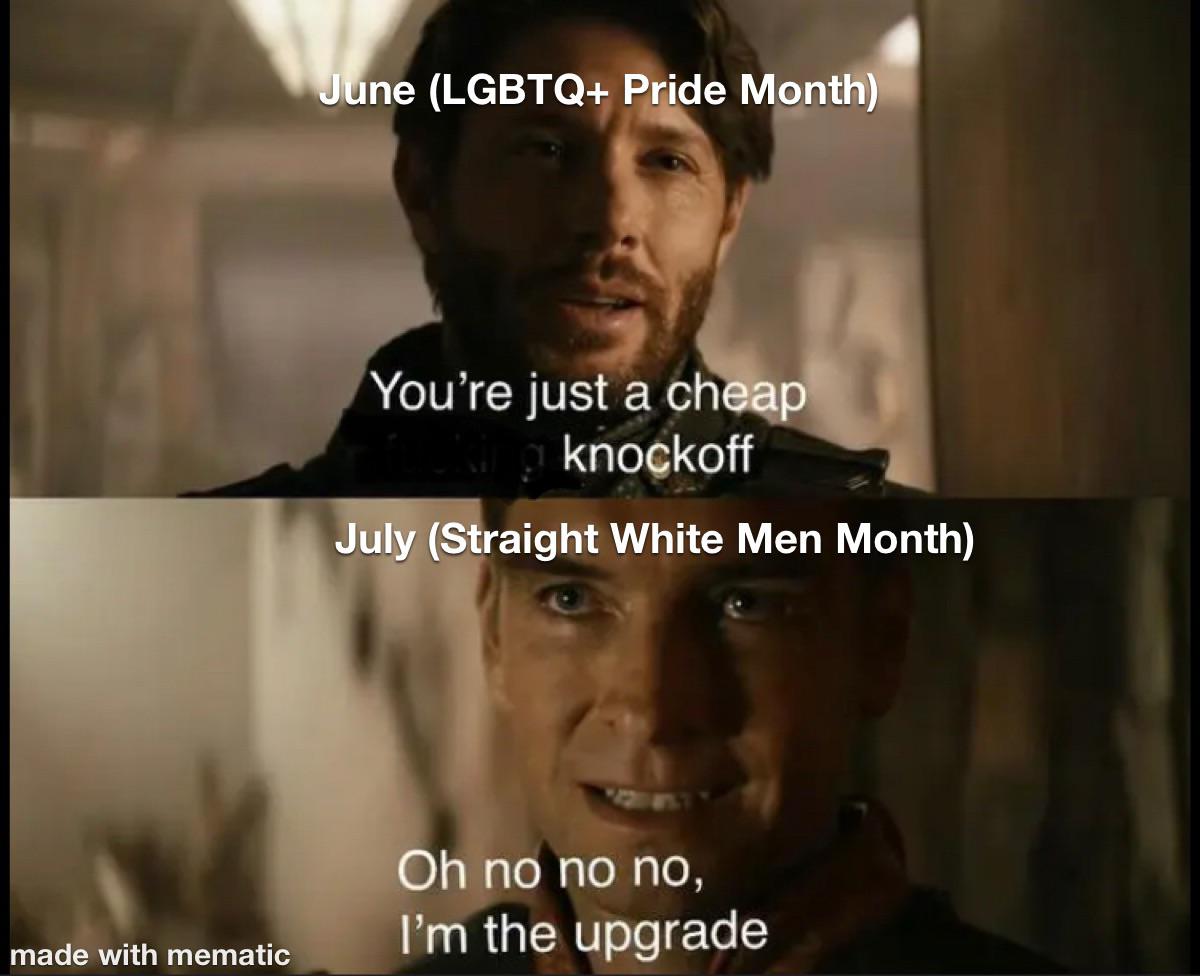 June (LGBTQ+ Pride Month)
You're just a cheap
knockoff
July (Straight White Men Month)
Oh no no no,
I'm the upgrade
made with mematic